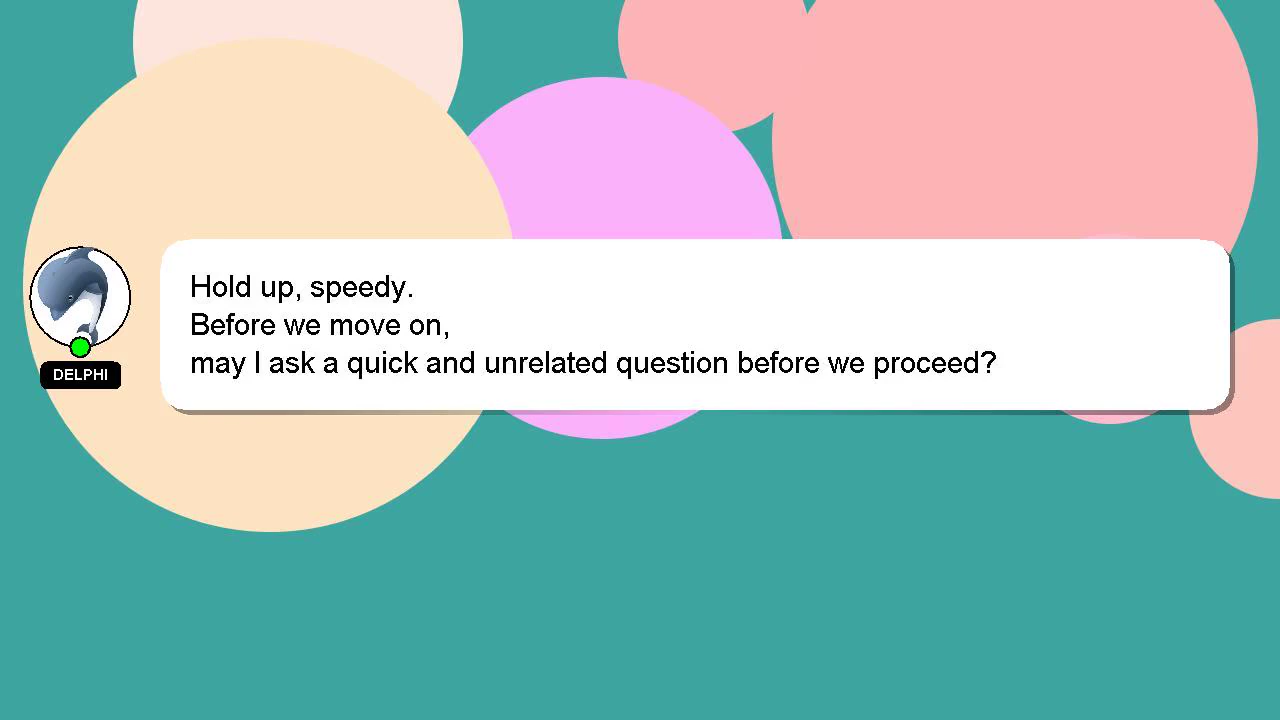 Hold up, speedy.
Before we move on,
may I ask a quick and unrelated question before we proceed?
DELPHI